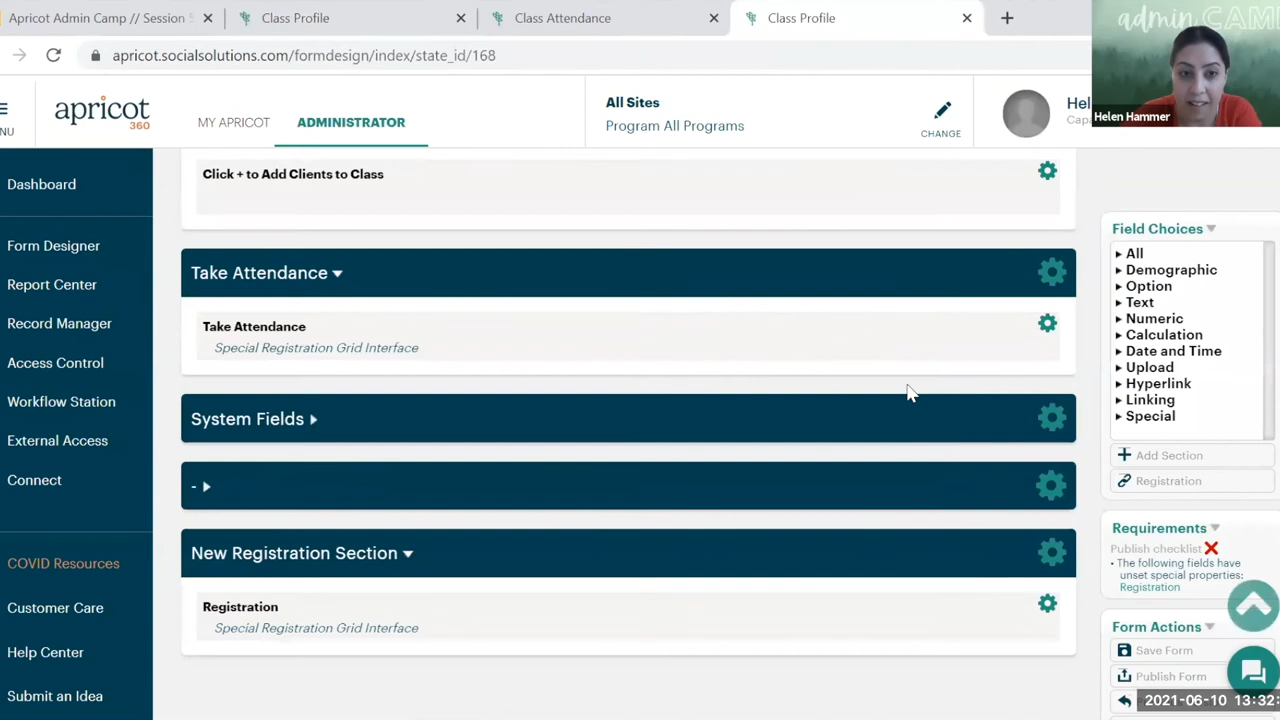 Apricot Admin Camp // Session
Class Profile
Class Attendance
Class Profile
admin CAM
apricot.socialsolutions.com/formdesign/index/state_id/168
Helen Hammer
NU
apricot
360
MY APRICOT
ADMINISTRATOR
All Sites
Program All Programs
CHANGE
Hel
Capa
Dashboard
Form Designer
Report Center
Record Manager
Access Control
Workflow Station
External Access
Connect
COVID Resources
Customer Care
Help Center
Submit an Idea
Click + to Add Clients to Class
Take Attendance
Take Attendance
Special Registration Grid Interface
System Fields
-
New Registration Section
Registration
Special Registration Grid Interface
Field Choices
All
Demographic
Option
Text
Numeric
Calculation
Date and Time
Upload
Hyperlink
Linking
Special
Add Section
Registration
Requirements
Publish checklist
• The following fields have
unset special properties:
Registration
Form Actions
Save Form
Publish Form
2021-06-10 13:32: